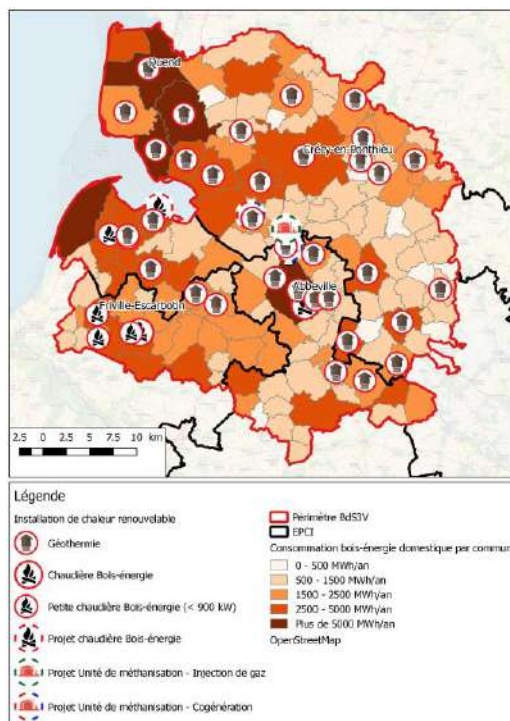 Quend
Crécy-en-Ponthieu
Abbeville
Friville-Escarbotin
2.5 0 2.5 5 7.5 10 km
Légende
Installation de chaleur renouvelable
Géothermie
Chaudière Bois-énergie
Petite chaudière Bois-énergie (< 900 kW)
Projet chaudière Bois-énergie
Projet Unité de méthanisation - Injection de gaz
Projet Unité de méthanisation - Cogénération
Périmètre BdS3V
EPCI
Consommation bois-énergie domestique par commun
0 - 500 MWh/an
500 - 1500 MWh/an
1500 - 2500 MWh/an
2500 - 5000 MWh/an
Plus de 5000 MWh/an
OpenStreetMap